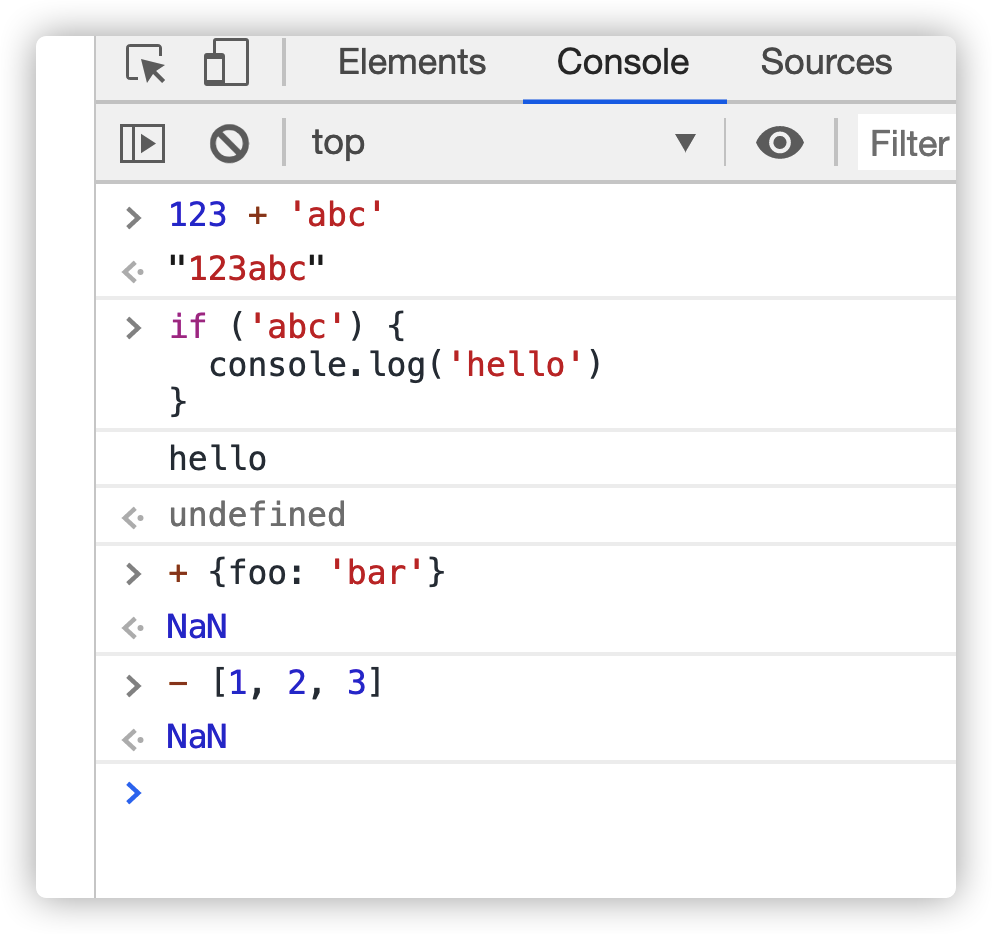 Elements Console Sources
top ▼ Filter
> 123 + 'abc'
<· "123abc"
> if ('abc') {
  console.log('hello')
}
hello
<· undefined
> + {foo: 'bar'}
<· NaN
> - [1, 2, 3]
<· NaN
>